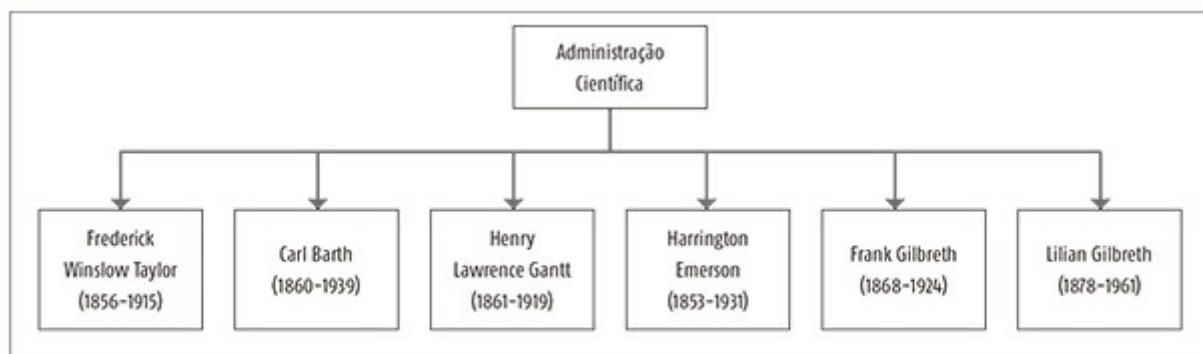 Administração
Científica
Frederick
Winslow Taylor
(1856-1915)
Carl Barth
(1860-1939)
Henry
Lawrence Gantt
(1861-1919)
Harrington
Emerson
(1853-1931)
Frank Gilbreth
(1868-1924)
Lilian Gilbreth
(1878-1961)